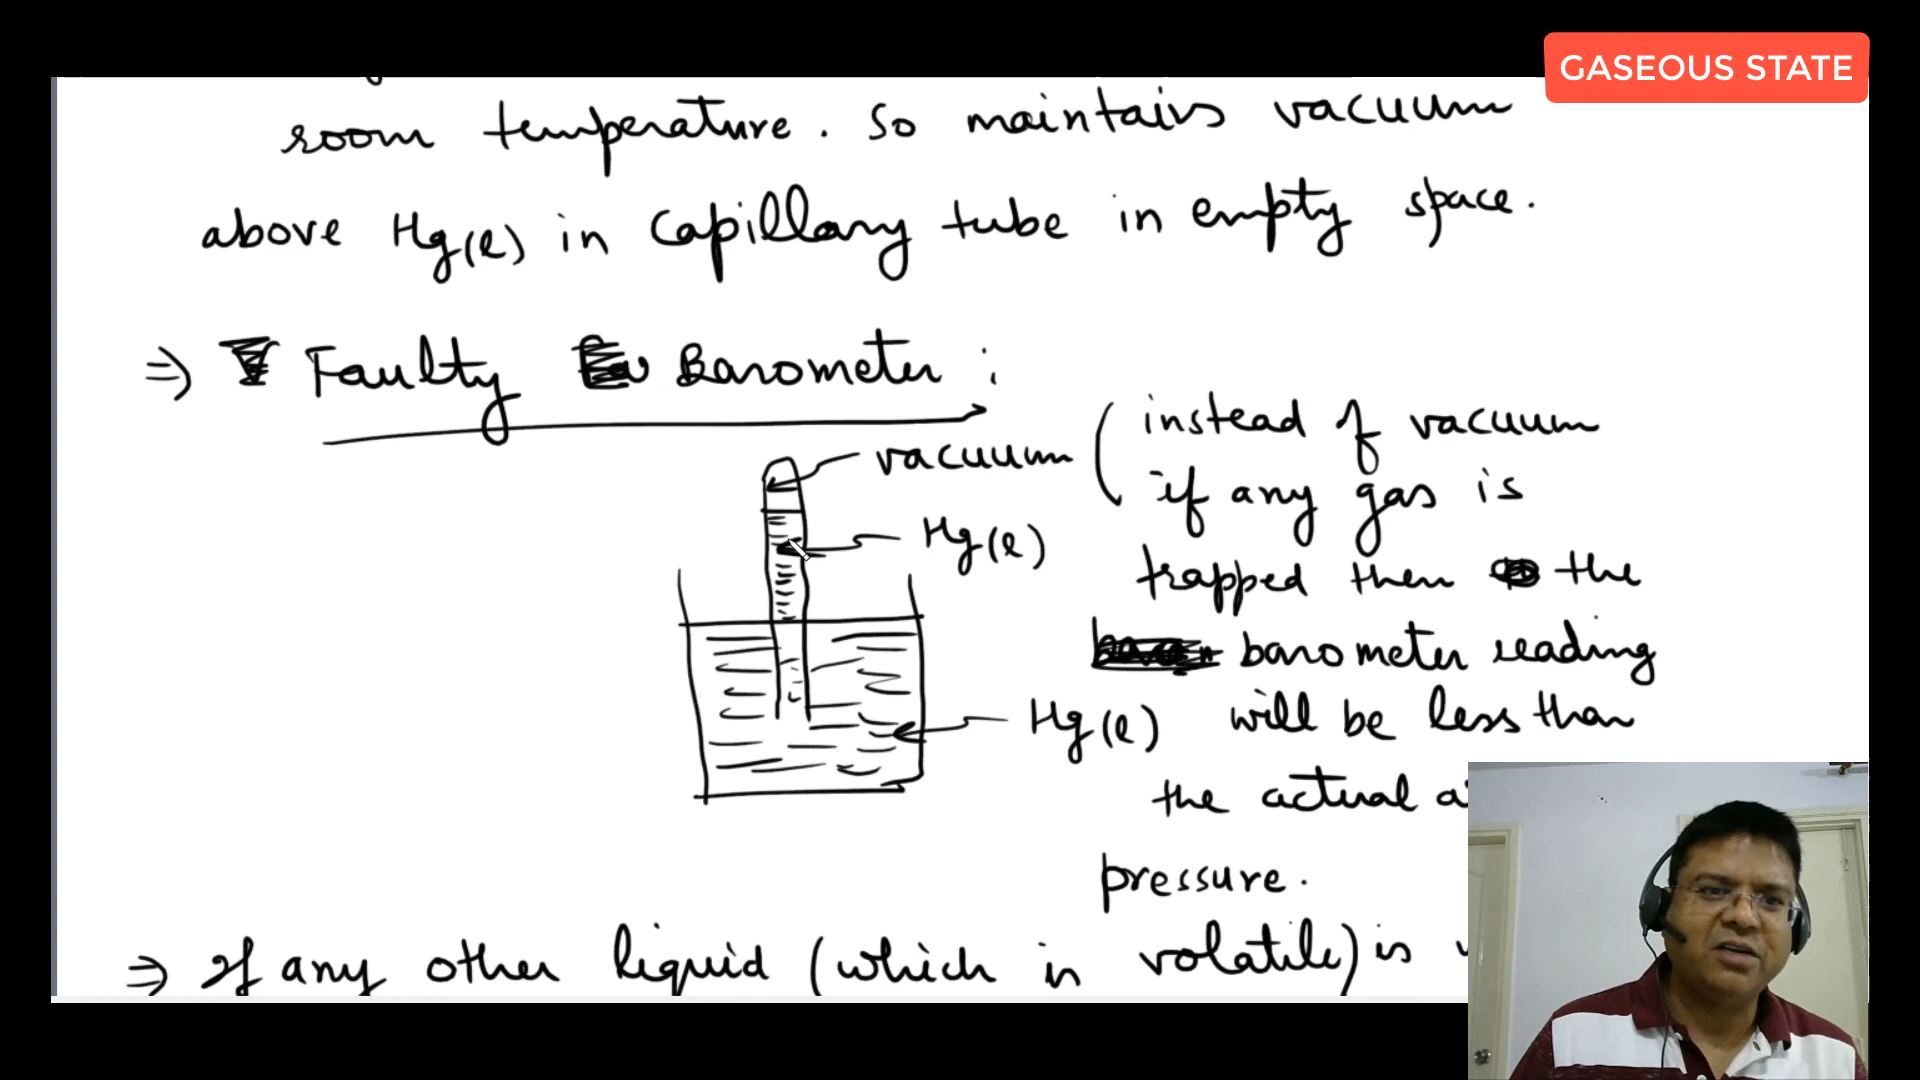 GASEOUS STATE
room temperature. So maintains vacuum
above Hg(l) in capillary tube in empty space.
⇒ Faulty Barometer :
vacuum (instead of vacuum
if any gas is
Hg(l)
trapped then the
barometer reading
Hg(l) will be less than
the actual
pressure.
⇒ If any other liquid (which is volatile) is